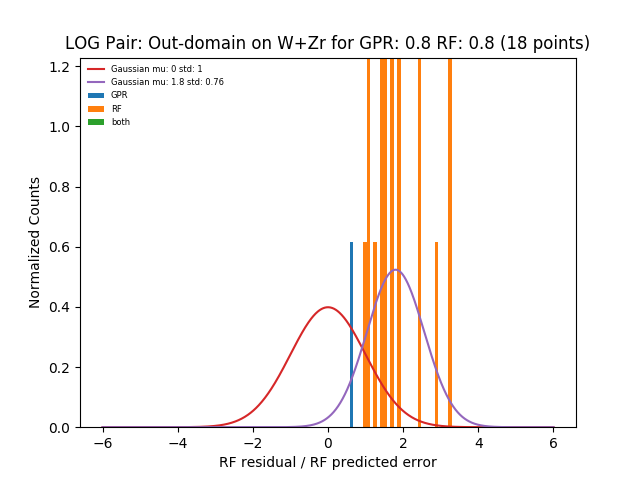 LOG Pair: Out-domain on W+Zr for GPR: 0.8 RF: 0.8 (18 points)
Gaussian mu: 0 std: 1
Gaussian mu: 1.8 std: 0.76
GPR
RF
both
Normalized Counts
1.2
1.0
0.8
0.6
0.4
0.2
0.0
−6
−4
−2
0
2
4
6
RF residual / RF predicted error